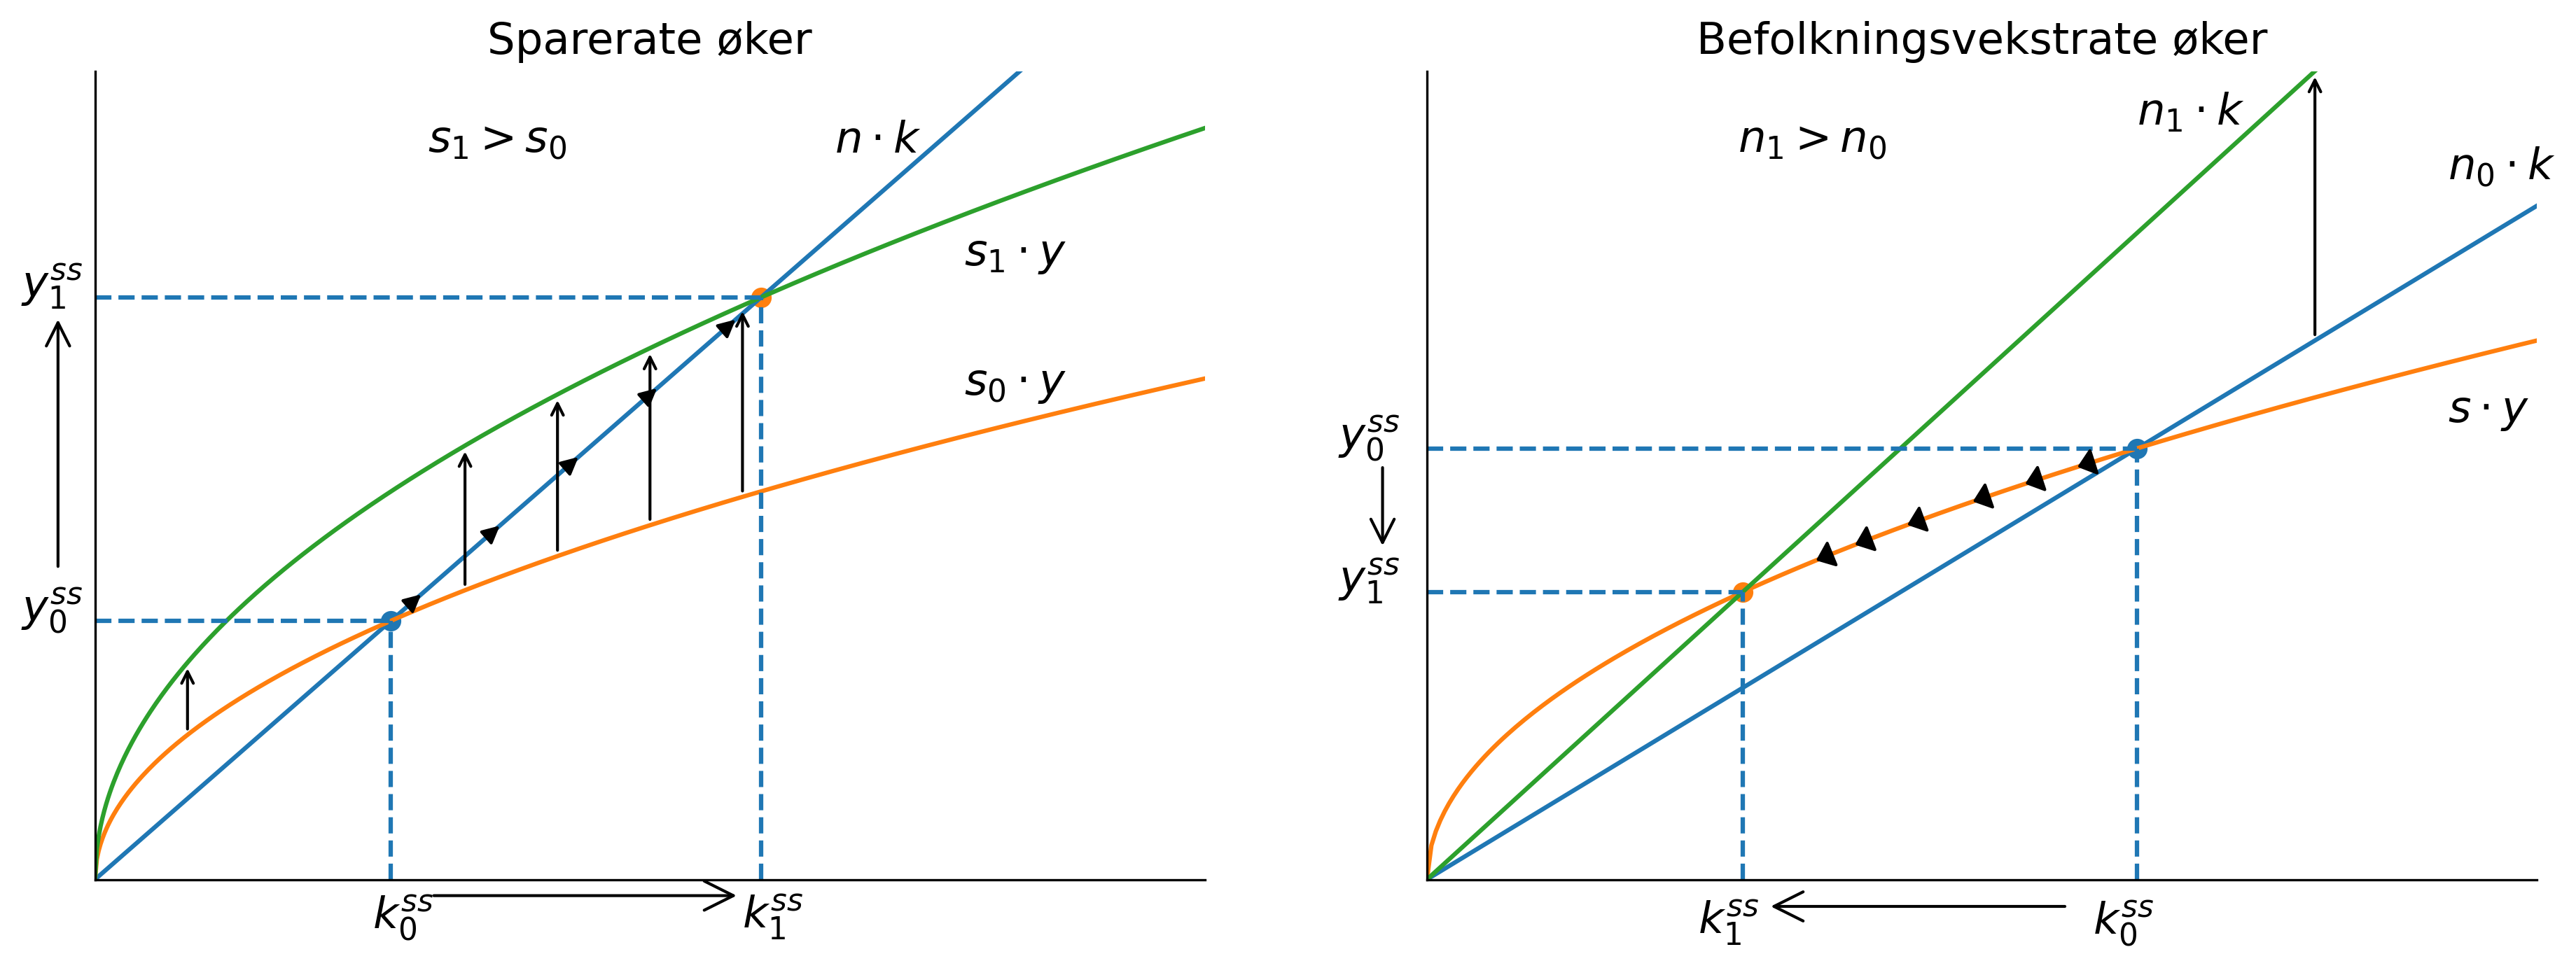 Sparerate øker
s₁ > s₀
n · k
s₁ · y
s₀ · y
y₁ˢˢ
y₀ˢˢ
k₀ˢˢ
k₁ˢˢ
Befolkningsvekstrate øker
n₁ > n₀
n₁ · k
n₀ · k
s · y
y₀ˢˢ
y₁ˢˢ
k₁ˢˢ
k₀ˢˢ